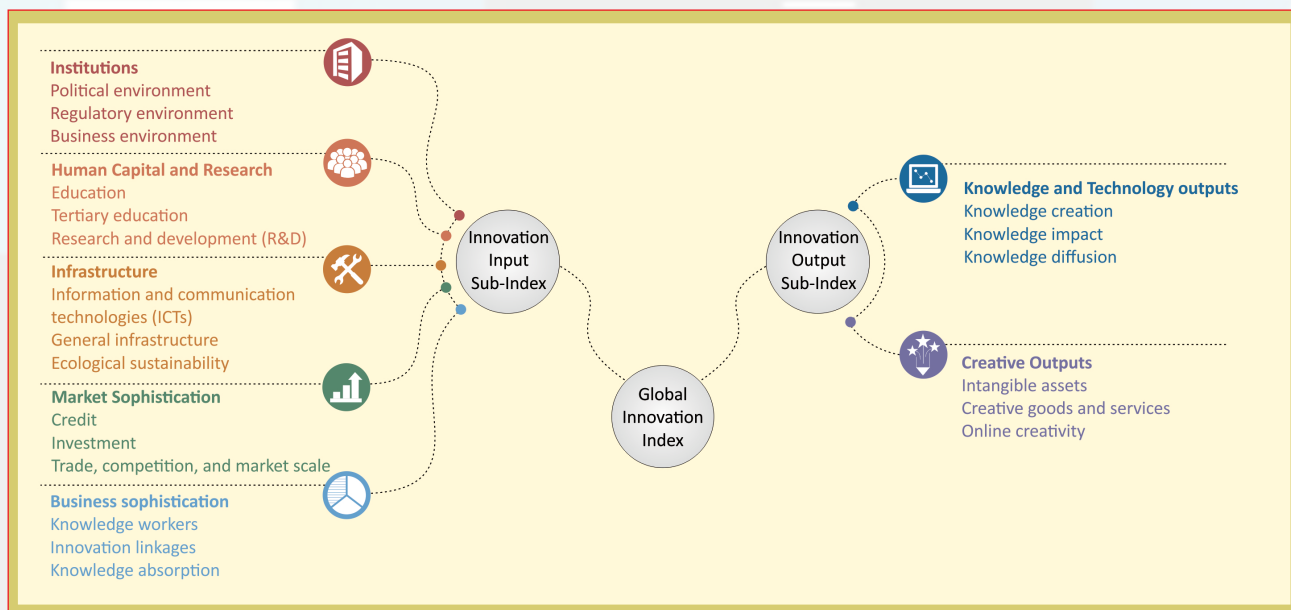 Institutions
Political environment
Regulatory environment
Business environment
Human Capital and Research
Education
Tertiary education
Research and development (R&D)
Infrastructure
Information and communication
technologies (ICTs)
General infrastructure
Ecological sustainability
Market Sophistication
Credit
Investment
Trade, competition, and market scale
Business sophistication
Knowledge workers
Innovation linkages
Knowledge absorption
Innovation
Input
Sub-Index
Global
Innovation
Index
Innovation
Output
Sub-Index
Knowledge and Technology outputs
Knowledge creation
Knowledge impact
Knowledge diffusion
Creative Outputs
Intangible assets
Creative goods and services
Online creativity